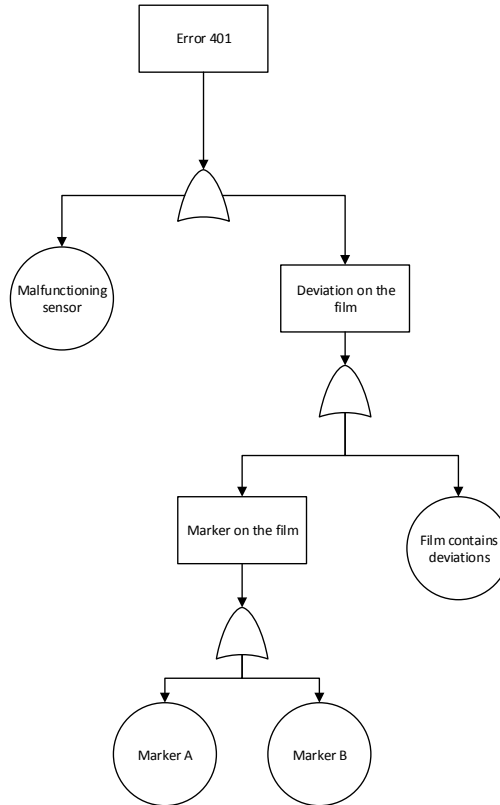 Error 401
Malfunctioning
sensor
Deviation on the
film
Marker on the film
Film contains
deviations
Marker A
Marker B